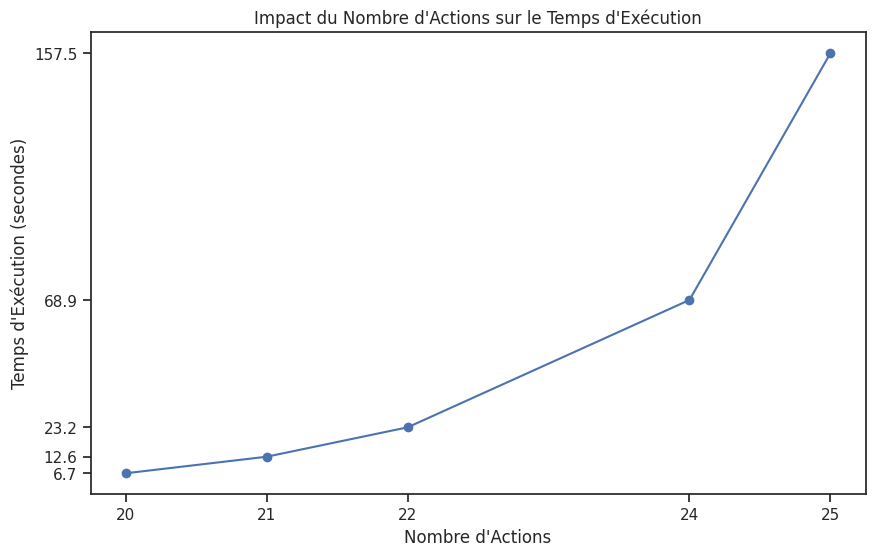 Impact du Nombre d'Actions sur le Temps d'Exécution
157.5
68.9
23.2
12.6
6.7
Temps d'Exécution (secondes)
20 21 22 24 25
Nombre d'Actions